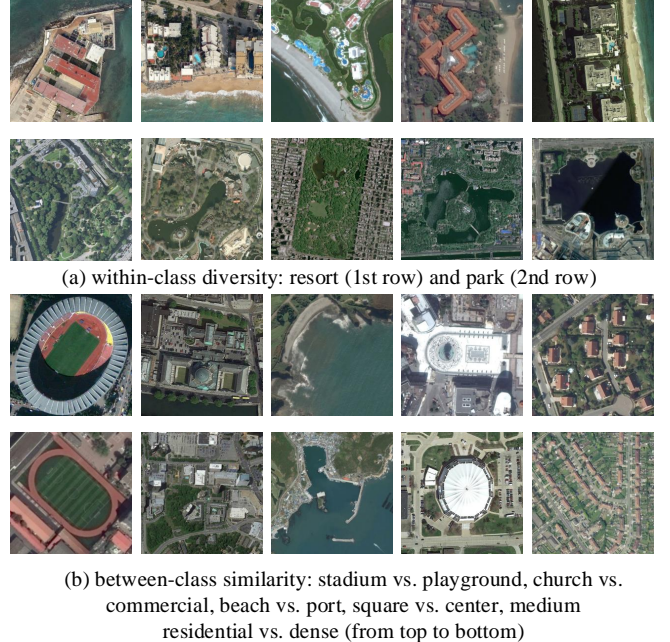 (a) within-class diversity: resort (1st row) and park (2nd row)
(b) between-class similarity: stadium vs. playground, church vs.
commercial, beach vs. port, square vs. center, medium
residential vs. dense (from top to bottom)